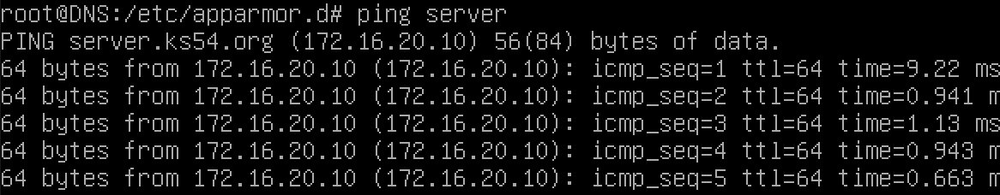 root@DNS:/etc/apparmor.d# ping server
PING server.ks54.org (172.16.20.10) 56(84) bytes of data.
64 bytes from 172.16.20.10 (172.16.20.10): icmp_seq=1 ttl=64 time=9.22 ms
64 bytes from 172.16.20.10 (172.16.20.10): icmp_seq=2 ttl=64 time=0.941 m
64 bytes from 172.16.20.10 (172.16.20.10): icmp_seq=3 ttl=64 time=1.13 ms
64 bytes from 172.16.20.10 (172.16.20.10): icmp_seq=4 ttl=64 time=0.943 m
64 bytes from 172.16.20.10 (172.16.20.10): icmp_seq=5 ttl=64 time=0.663 m